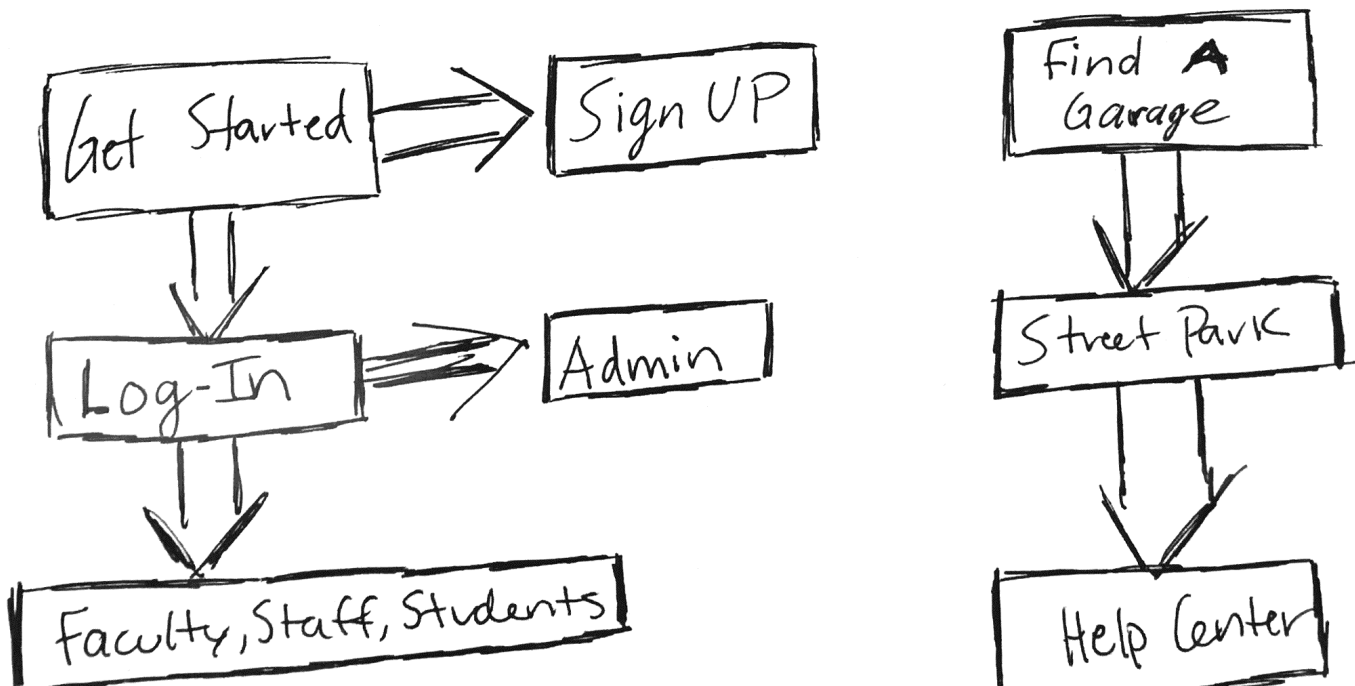 Get Started
Sign UP
Log-In
Admin
Faculty, Staff, Students
Find A
Garage
Street Park
Help Center